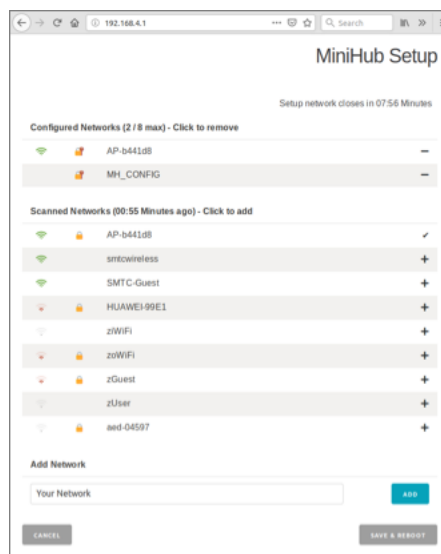 192.168.4.1
Search
MiniHub Setup
Setup network closes in 07:56 Minutes
Configured Networks (2 / 8 max) - Click to remove
AP-b441d8
MH_CONFIG
Scanned Networks (00:55 Minutes ago) - Click to add
AP-b441d8
smtcwireless
SMTC-Guest
HUAWEI-99E1
ziWiFi
zoWiFi
zGuest
zUser
aed-04597
Add Network
Your Network
ADD
CANCEL
SAVE & REBOOT